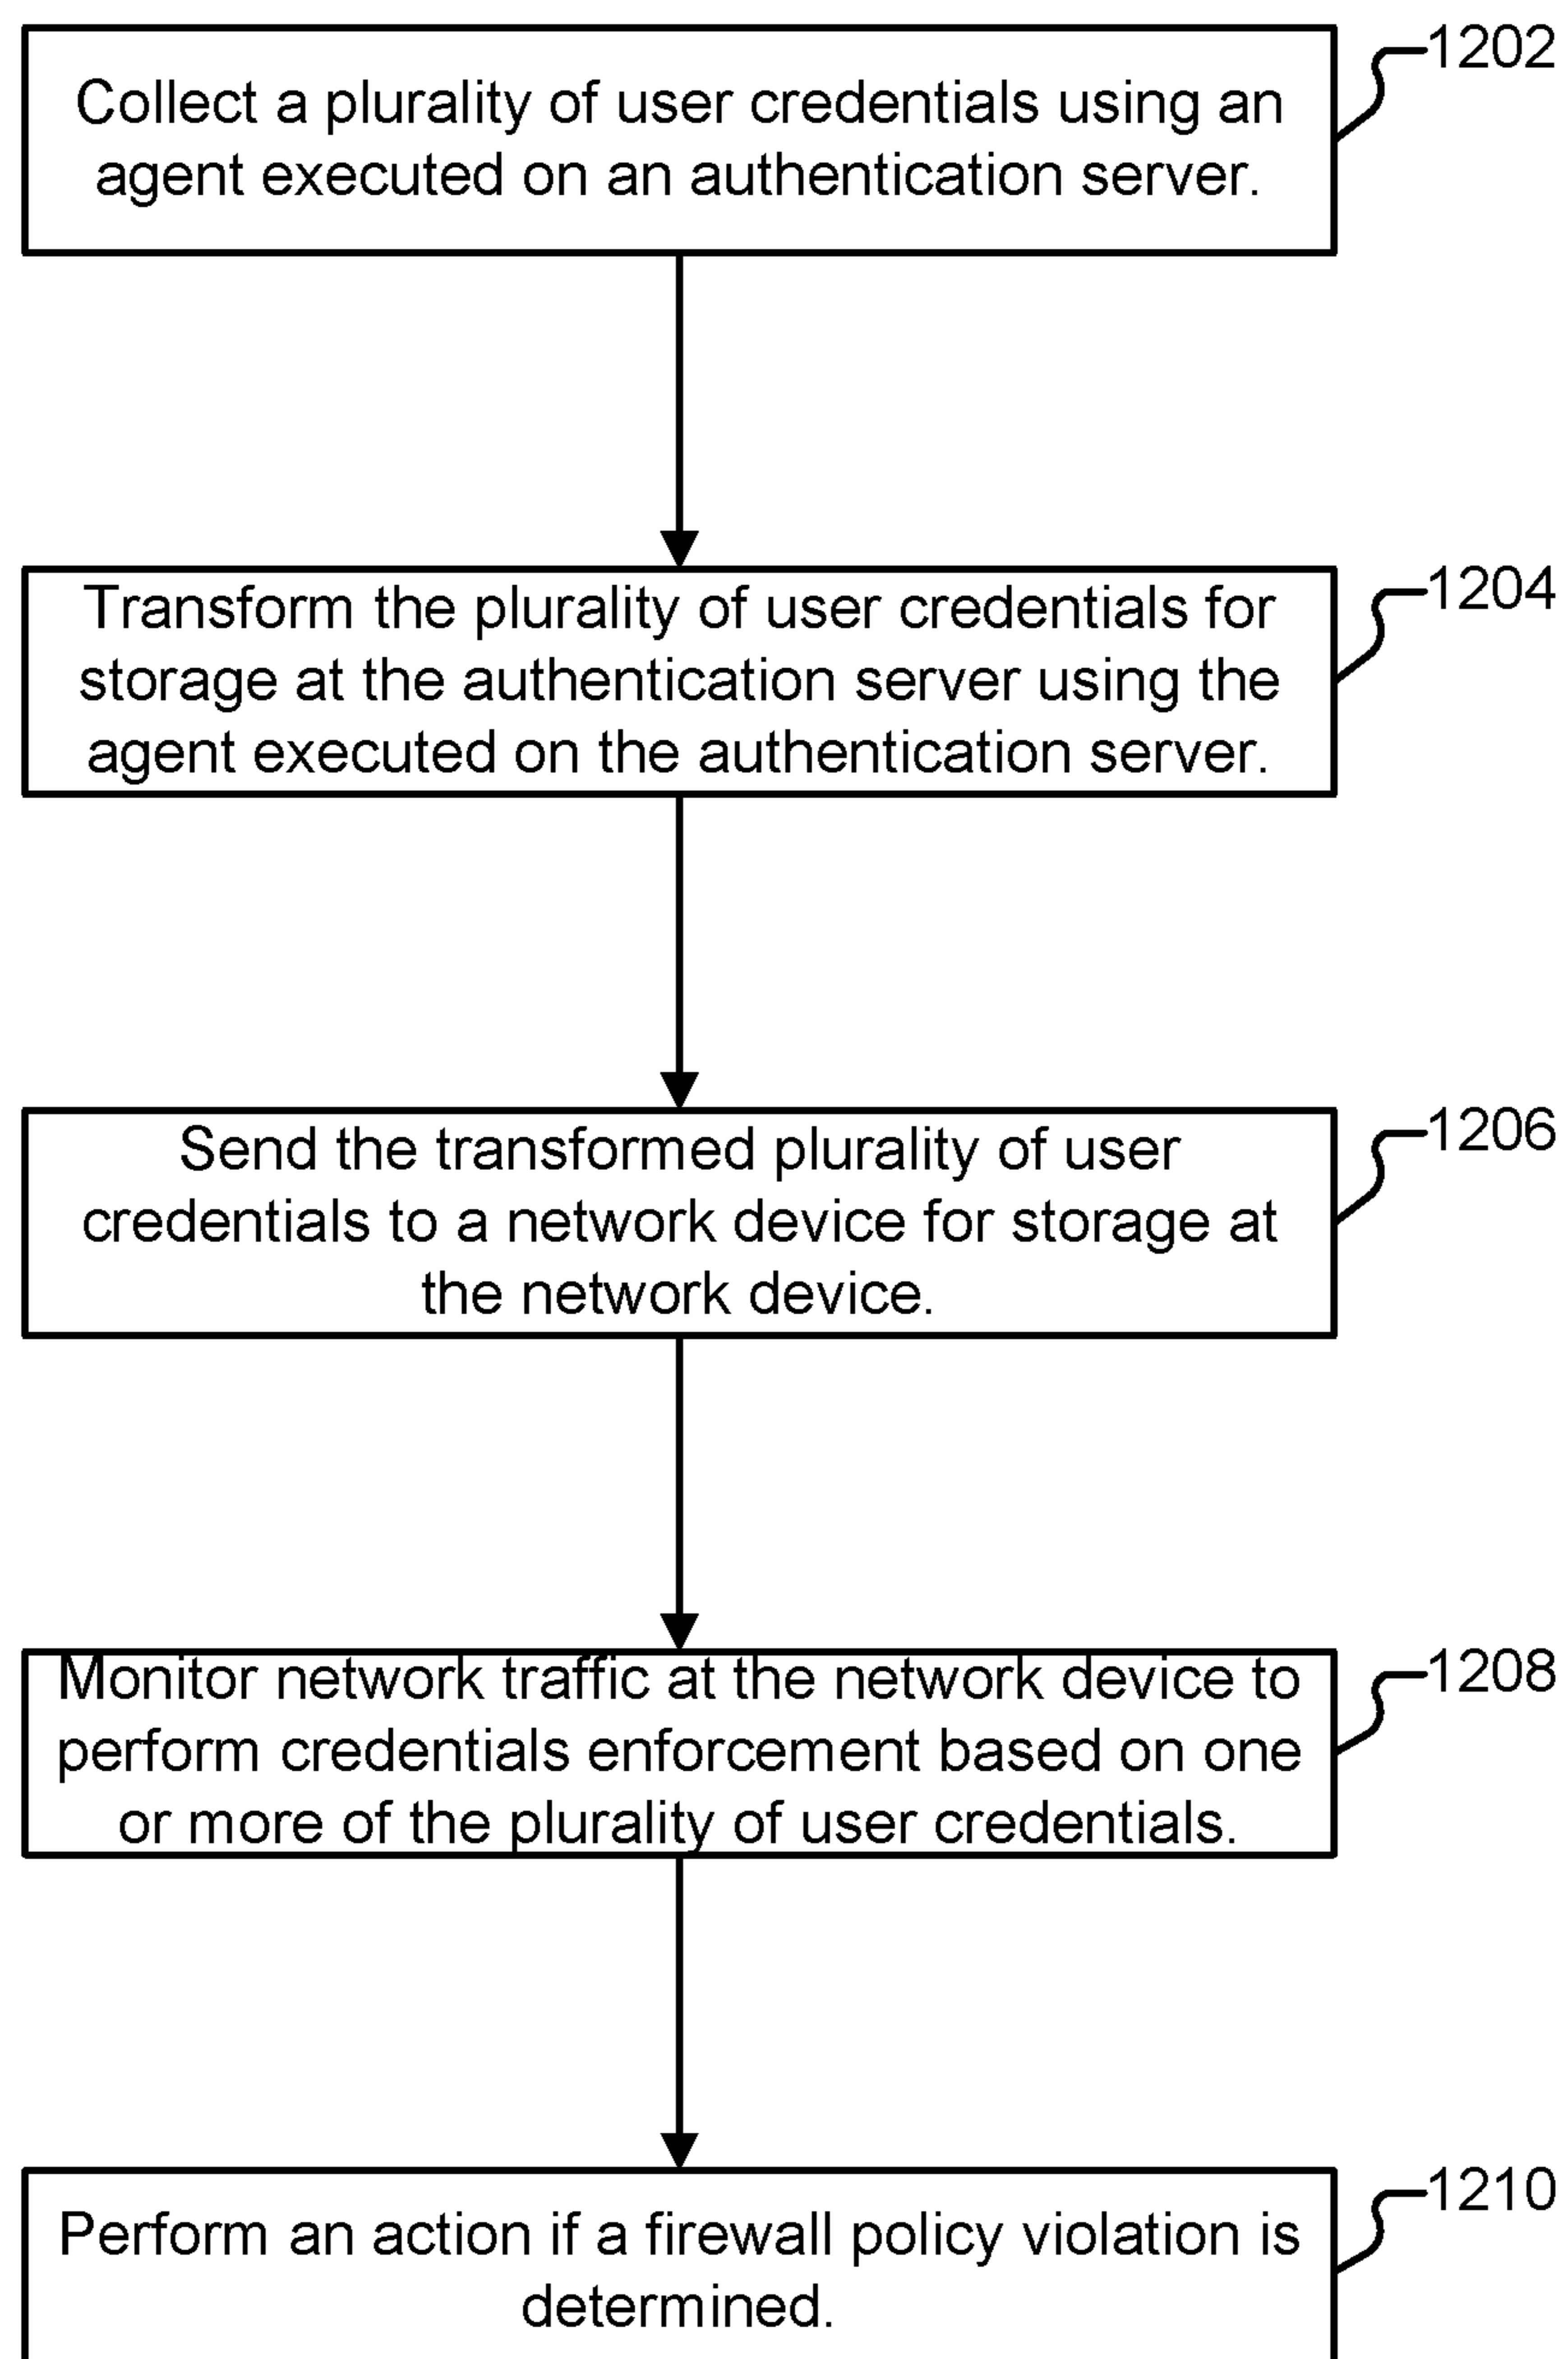 1202
Collect a plurality of user credentials using an
agent executed on an authentication server.
1204
Transform the plurality of user credentials for
storage at the authentication server using the
agent executed on the authentication server.
1206
Send the transformed plurality of user
credentials to a network device for storage at
the network device.
1208
Monitor network traffic at the network device to
perform credentials enforcement based on one
or more of the plurality of user credentials.
1210
Perform an action if a firewall policy violation is
determined.